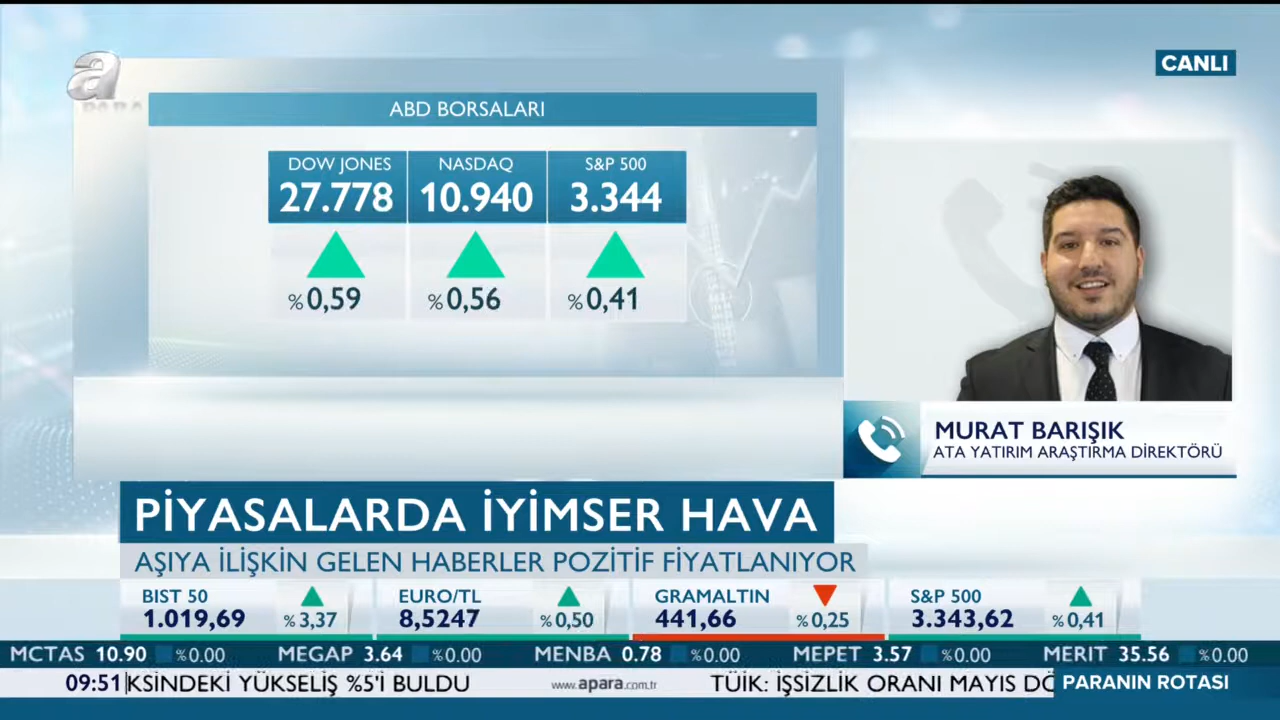 a
PARA
CANLI
ABD BORSALARI
DOW JONES NASDAQ S&P 500
27.778 10.940 3.344
%0,59 %0,56 %0,41
MURAT BARIŞIK
ATA YATIRIM ARAŞTIRMA DİREKTÖRÜ
PİYASALARDA İYİMSER HAVA
AŞIYA İLİŞKİN GELEN HABERLER POZİTİF FİYATLANIYOR
BIST 50 EURO/TL GRAMALTIN S&P 500
1.019,69 %3,37 8,5247 %0,50 441,66 %0,25 3.343,62 %0,41
MCTAS 10.90 %0.00 MEGAP 3.64 %0.00 MENBA 0.78 %0.00 MEPET 3.57 %0.00 MERIT 35.56 %0.00
09:51 KSİNDEKİ YÜKSELİŞ %5'İ BULDU www.apara.com.tr TÜİK: İŞSİZLİK ORANI MAYIS DÖ PARANIN ROTASI